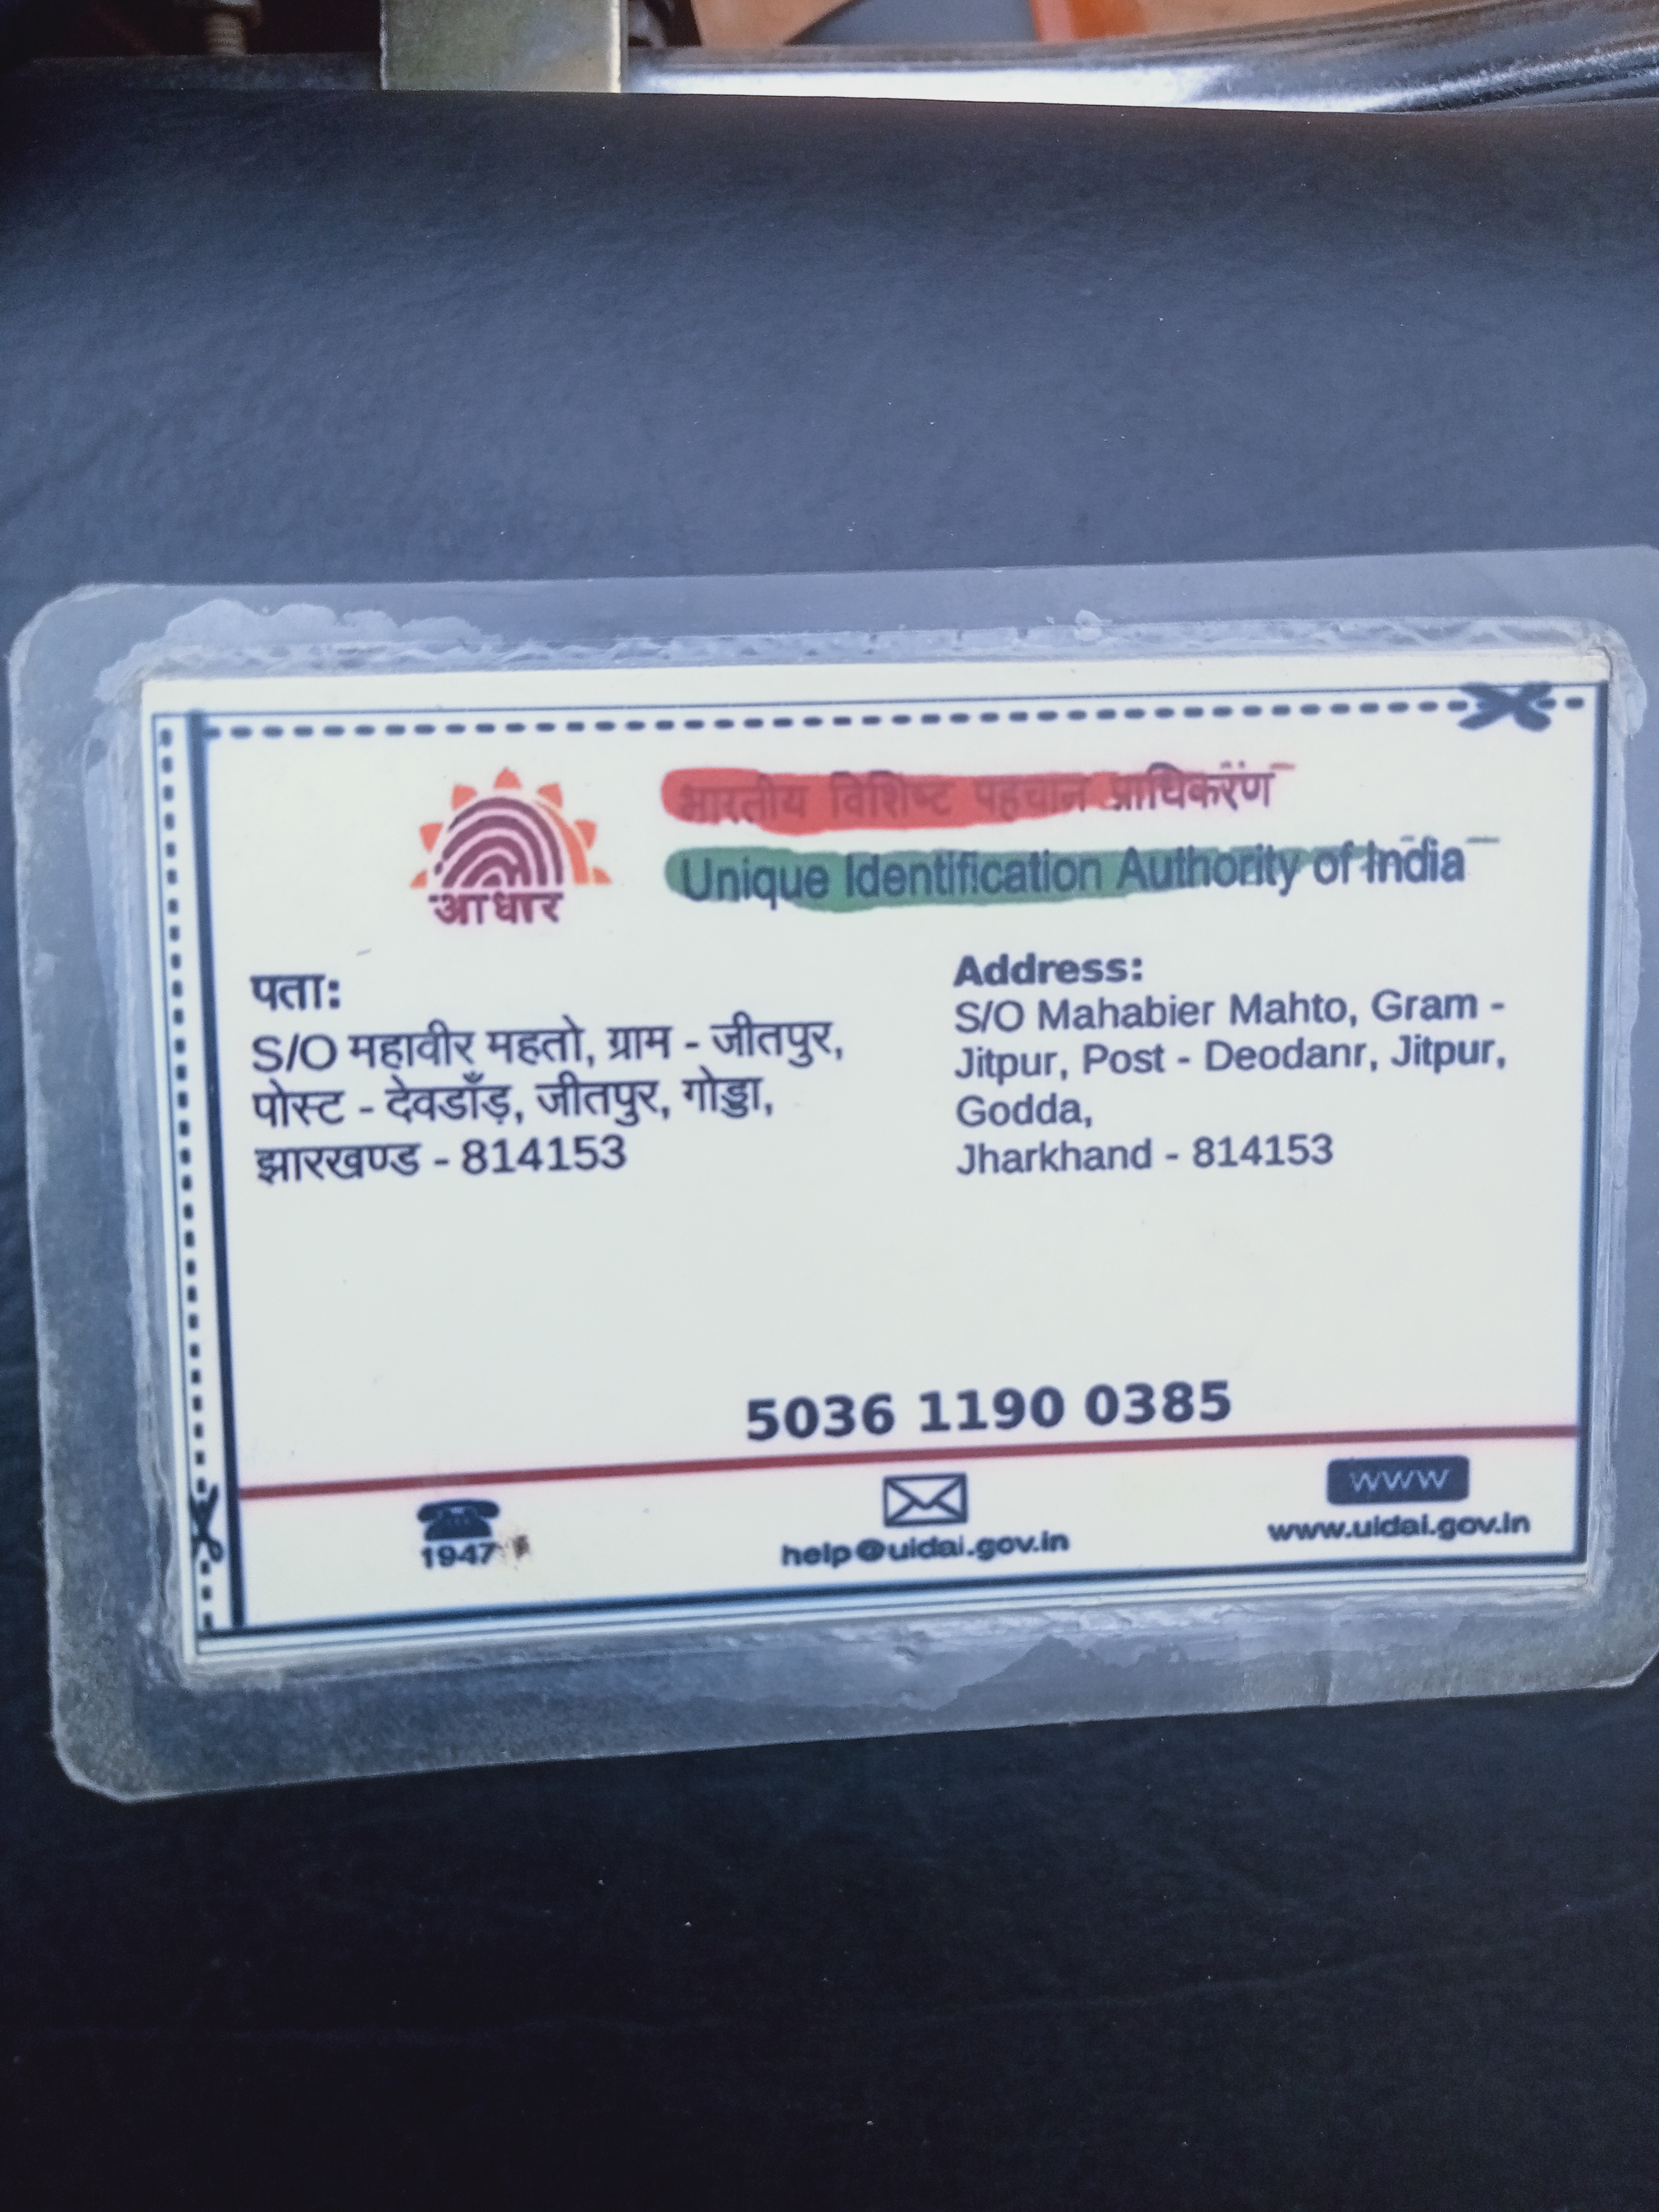 भारतीय विशिष्ट पहचान प्राधिकरण
Unique Identification Authority of India
आधार
पता:
S/O महावीर महतो, ग्राम - जीतपुर,
पोस्ट - देवडाँड़, जीतपुर, गोड्डा,
झारखण्ड - 814153
Address:
S/O Mahabier Mahto, Gram -
Jitpur, Post - Deodanr, Jitpur,
Godda,
Jharkhand - 814153
5036 1190 0385
1947
help@uidai.gov.in
www
www.uidai.gov.in